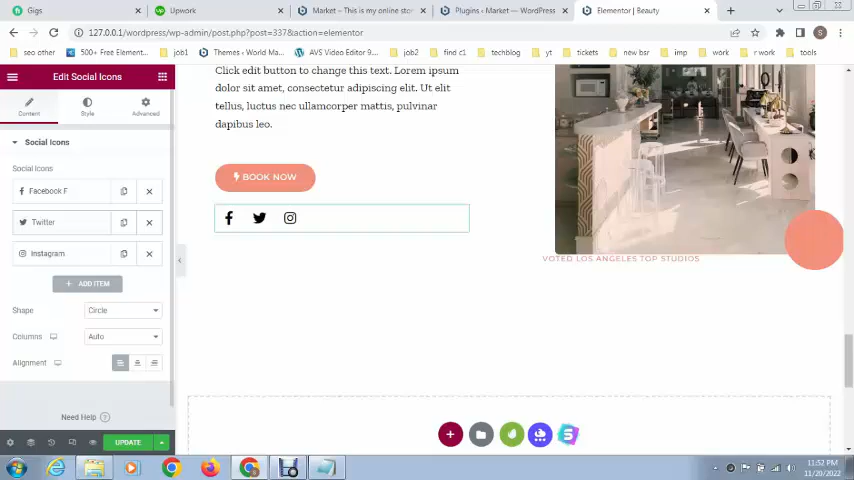 Gigs
Upwork
Market – This is my online stor
Plugins ‹ Market — WordPress
Elementor | Beauty
127.0.0.1/wordpress/wp-admin/post.php?post=337&action=elementor
S
seo other
500+ Free Element...
job1
Themes ‹ World Ma...
AVS Video Editor 9....
job2
find c1
techblog
yt
tickets
new bsr
imp
work
r work
tools
Edit Social Icons
Content
Style
Advanced
Social Icons
Social Icons
Facebook F
Twitter
Instagram
ADD ITEM
Shape
Circle
Columns
Auto
Alignment
Need Help
UPDATE
Click edit button to change this text. Lorem ipsum
dolor sit amet, consectetur adipiscing elit. Ut elit
tellus, luctus nec ullamcorper mattis, pulvinar
dapibus leo.
BOOK NOW
VOTED LOS ANGELES TOP STUDIOS
11:52 PM
11/20/2022